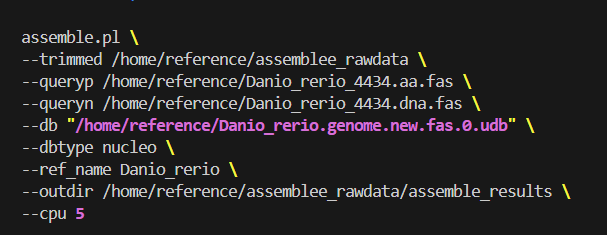 assemble.pl \
--trimmed /home/reference/assemblee_rawdata \
--queryp /home/reference/Danio_rerio_4434.aa.fas \
--queryn /home/reference/Danio_rerio_4434.dna.fas \
--db "/home/reference/Danio_rerio.genome.new.fas.0.udb" \
--dbtype nucleo \
--ref_name Danio_rerio \
--outdir /home/reference/assemblee_rawdata/assemble_results \
--cpu 5